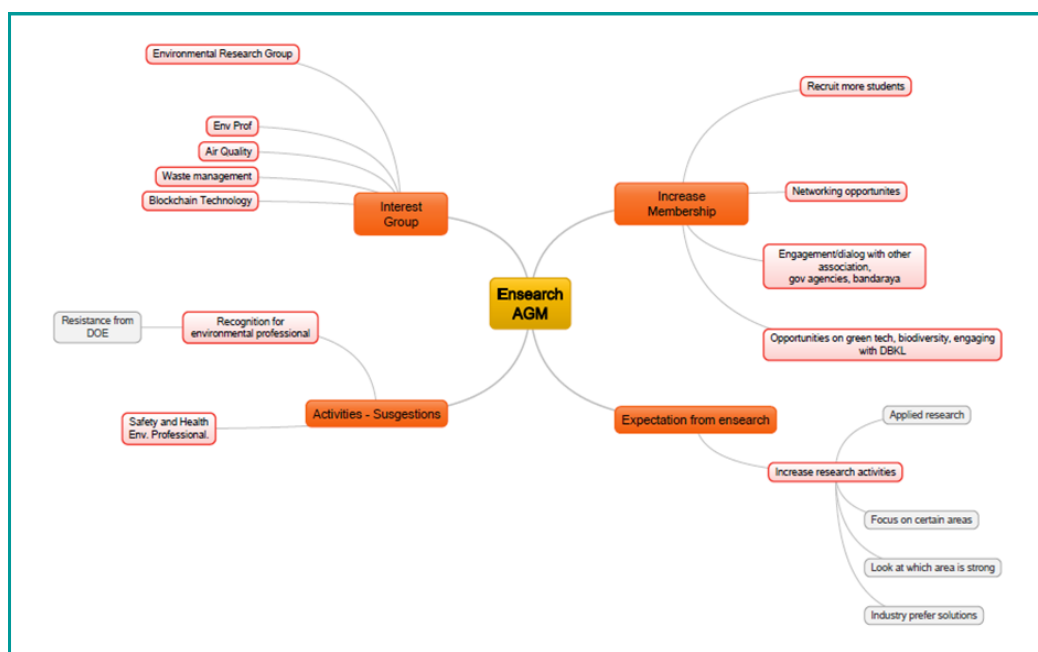 Environmental Research Group
Env Prof
Air Quality
Waste management
Blockchain Technology
Interest
Group
Recruit more students
Networking opportunites
Increase
Membership
Engagement/dialog with other
association,
gov agencies, bandaraya
Opportunities on green tech, biodiversity, engaging
with DBKL
Ensearch
AGM
Resistance from
DOE
Recognition for
environmental professional
Activities - Susgestions
Safety and Health
Env. Professional.
Expectation from ensearch
Applied research
Increase research activities
Focus on certain areas
Look at which area is strong
Industry prefer solutions